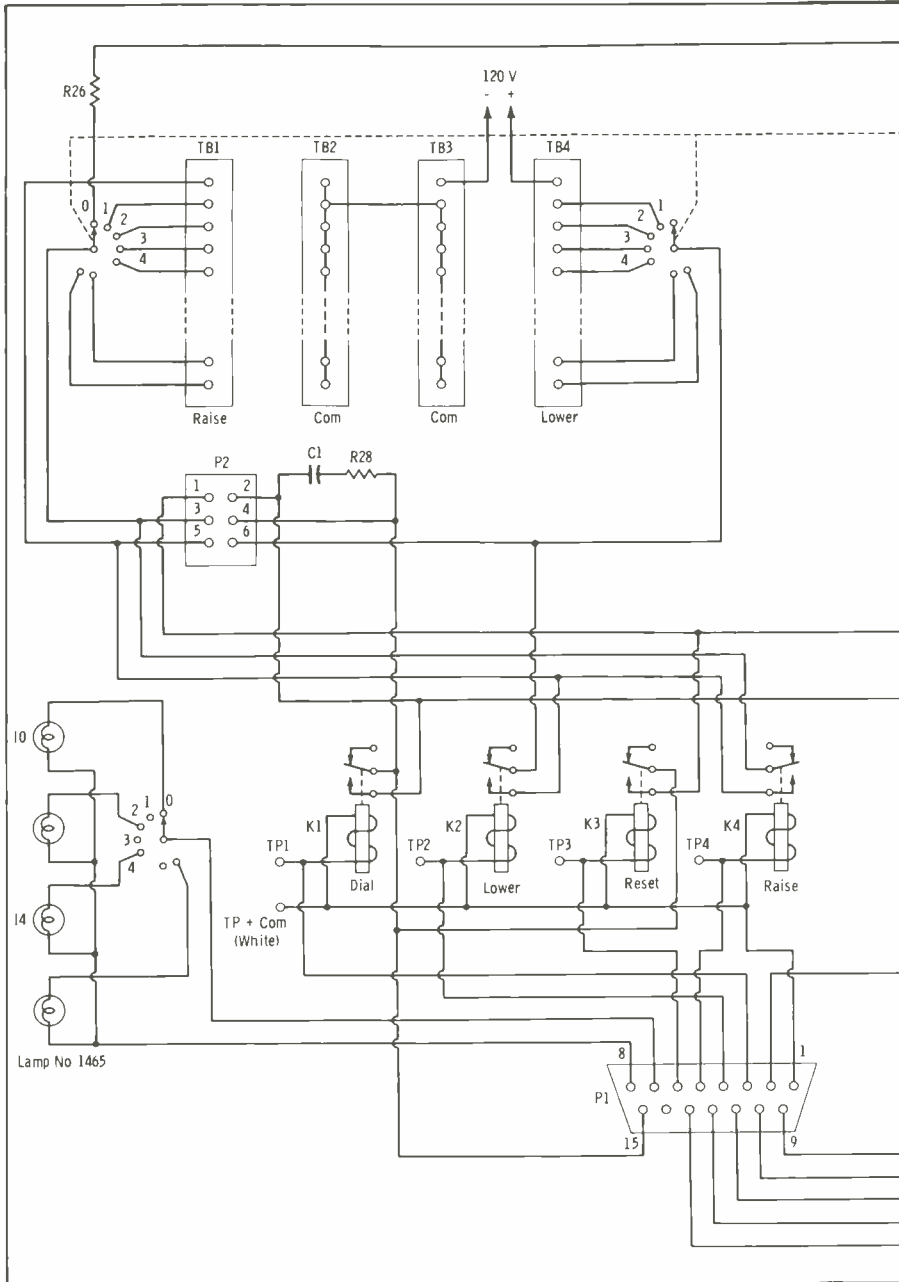 R26
120 V
- +
TB1
TB2
TB3
TB4
0
1
2
3
4
1
2
3
4
Raise
Com
Com
Lower
P2
C1
R28
1
2
3
4
5
6
I0
2
1
0
3
4
I4
Lamp No 1465
K1
K2
K3
K4
TP1
TP2
TP3
TP4
Dial
Lower
Reset
Raise
TP + Com
(White)
8
1
P1
15
9